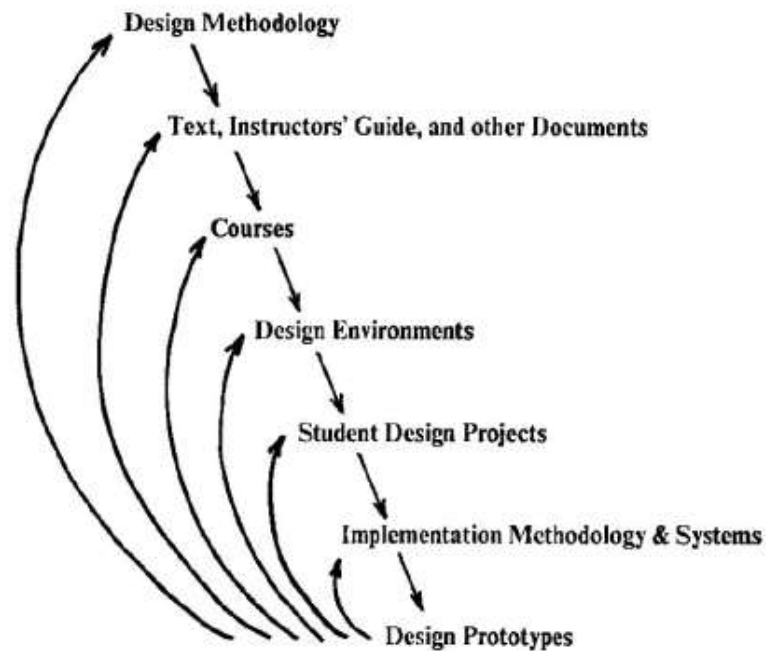 Design Methodology
Text, Instructors' Guide, and other Documents
Courses
Design Environments
Student Design Projects
Implementation Methodology & Systems
Design Prototypes